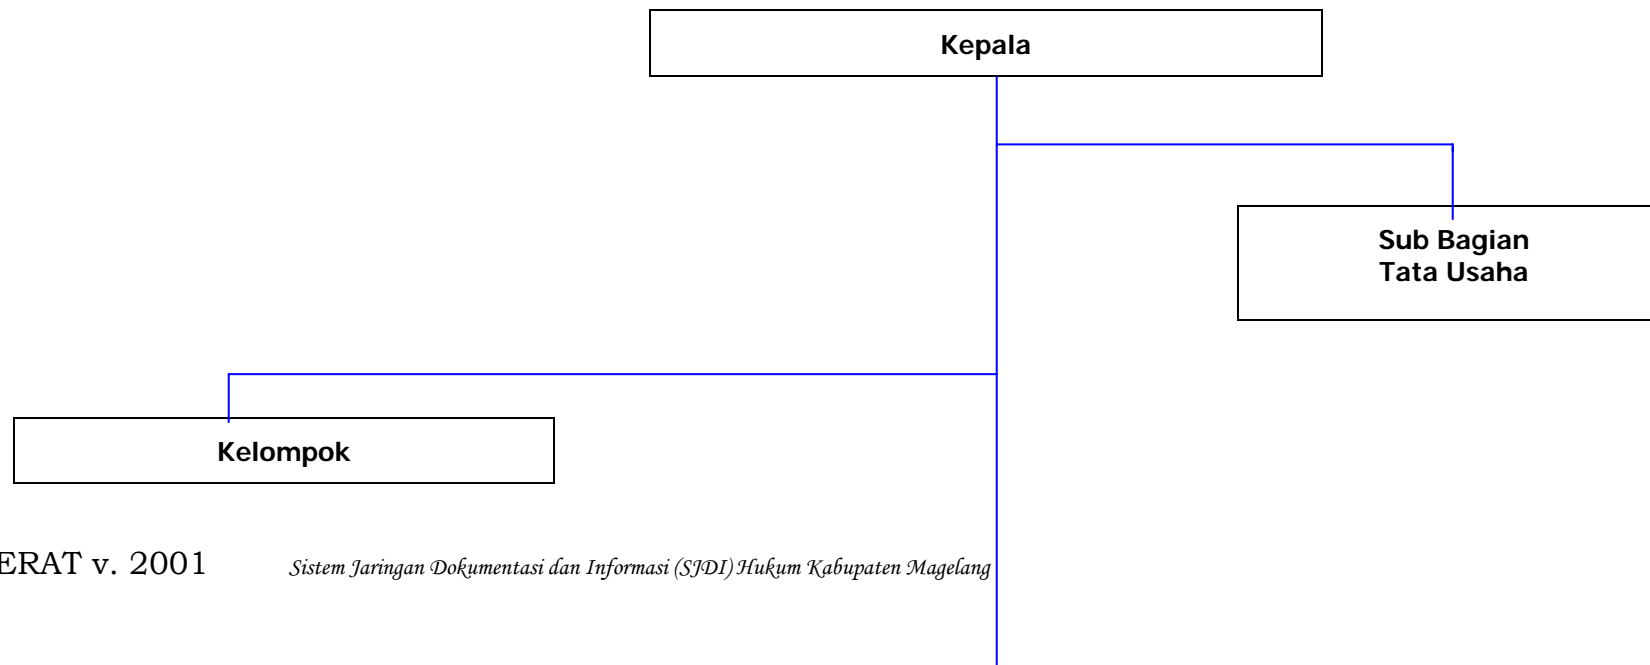 Kepala
Sub Bagian
Tata Usaha
Kelompok
ERAT v. 2001
Sistem Jaringan Dokumentasi dan Informasi (SJDI) Hukum Kabupaten Magelang